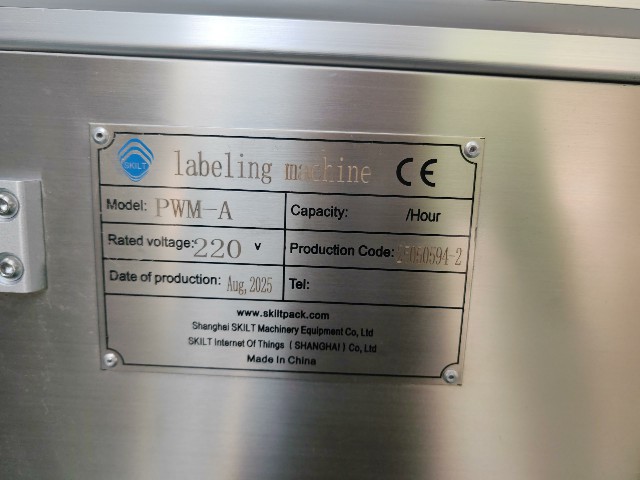 SKILT labeling machine CE
Model: PWM-A Capacity: /Hour
Rated voltage: 220 v Production Code:
Date of production: Aug, 2025 Tel:
www.skiltpack.com
Shanghai SKILT Machinery Equipment Co, Ltd
SKILT Internet Of Things (SHANGHAI) Co, Ltd
Made in China